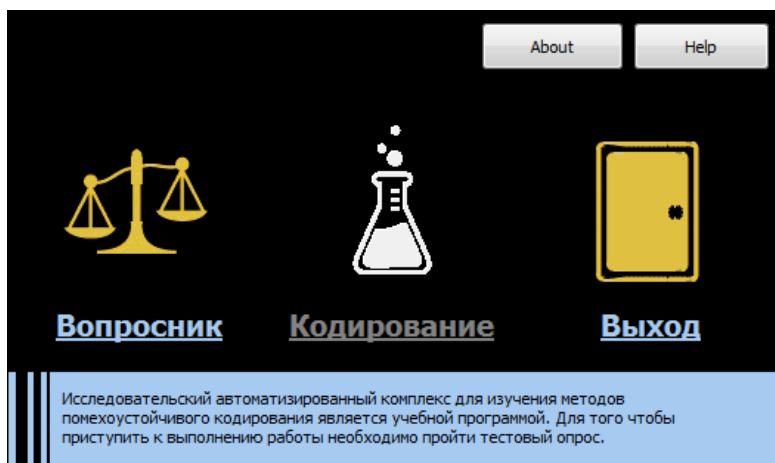 About
Help
Вопросник
Кодирование
Выход
Исследовательский автоматизированный комплекс для изучения методов
помехоустойчивого кодирования является учебной программой. Для того чтобы
приступить к выполнению работы необходимо пройти тестовый опрос.